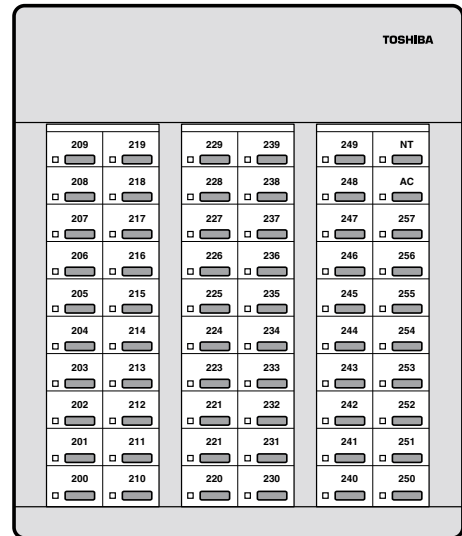 TOSHIBA
209 219 229 239 249 NT
208 218 228 238 248 AC
207 217 227 237 247 257
206 216 226 236 246 256
205 215 225 235 245 255
204 214 224 234 244 254
203 213 223 233 243 253
202 212 221 232 242 252
201 211 221 231 241 251
200 210 220 230 240 250